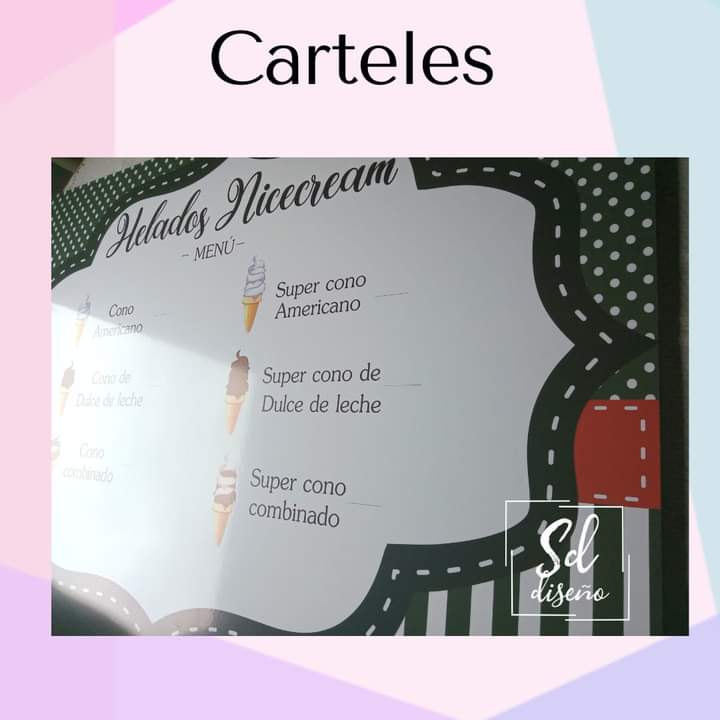 Carteles
Helados Nicecream
- MENÚ -
Cono
Americano
Super cono
Americano
Cono de
Dulce de leche
Super cono de
Dulce de leche
Cono
combinado
Super cono
combinado
Sd
diseño